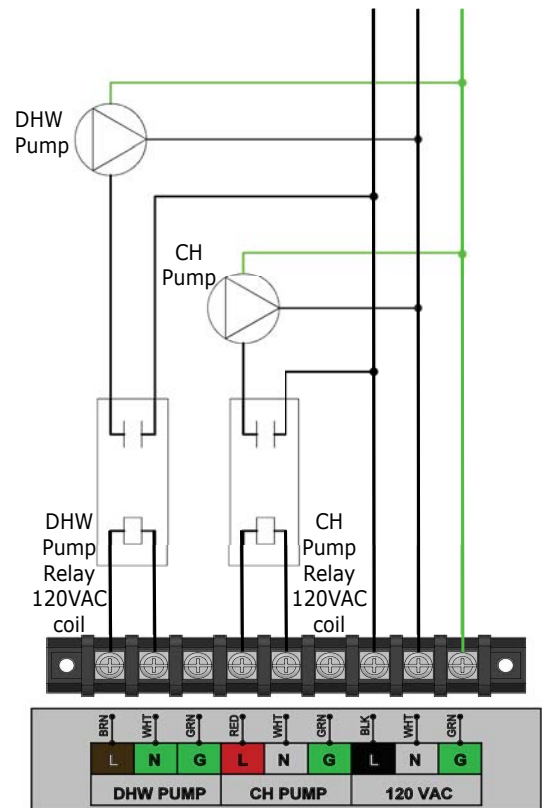 DHW
Pump
CH
Pump
DHW
Pump
Relay
120VAC
coil
CH
Pump
Relay
120VAC
coil
BRN WHT GRN RED WHT GRN BLK WHT GRN
L N G L N G L N G
DHW PUMP CH PUMP 120 VAC